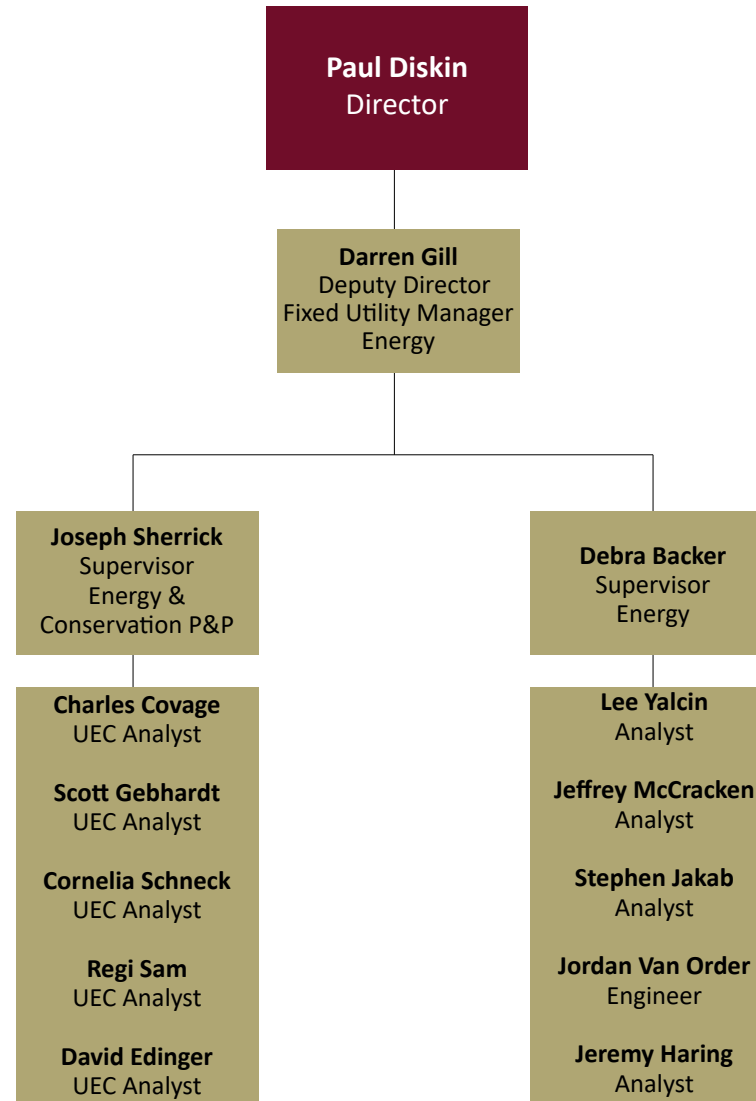 Paul Diskin
Director
Darren Gill
Deputy Director
Fixed Utility Manager
Energy
Joseph Sherrick
Supervisor
Energy &
Conservation P&P
Charles Covage
UEC Analyst
Scott Gebhardt
UEC Analyst
Cornelia Schneck
UEC Analyst
Regi Sam
UEC Analyst
David Edinger
UEC Analyst
Debra Backer
Supervisor
Energy
Lee Yalcin
Analyst
Jeffrey McCracken
Analyst
Stephen Jakab
Analyst
Jordan Van Order
Engineer
Jeremy Haring
Analyst